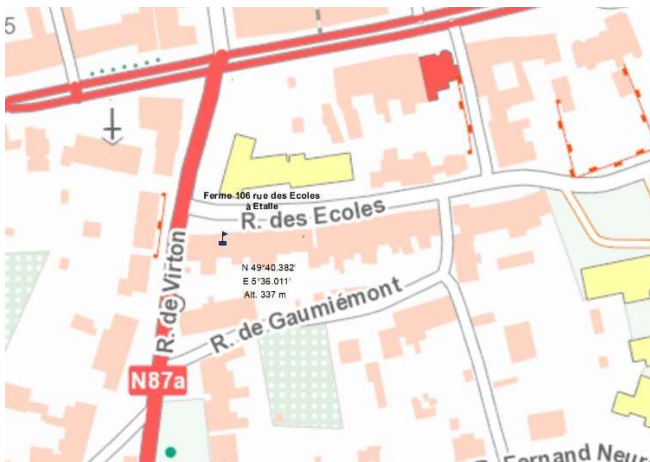 5
Ferme 106 rue des Ecoles
à Etalle
R. des Ecoles
R. de Virton
N 49°40.382'
E 5°36.011'
Alt. 337 m
R. de Gaumiémont
N87a
Fernand Neur